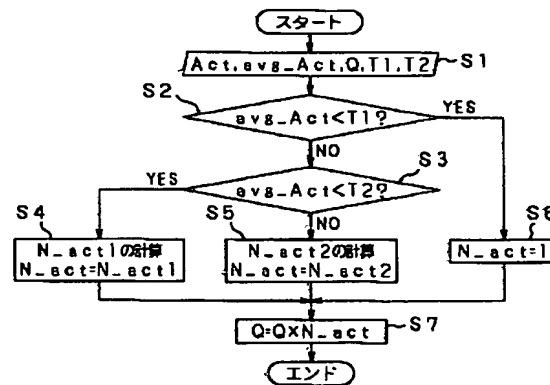 スタート
Act,avg_Act,Q,T1,T2
S1
S2
avg_Act<T1?
YES
NO
S3
YES
avg_Act<T2?
NO
S4
S5
S6
N_act1の計算
N_act=N_act1
N_act2の計算
N_act=N_act2
N_act=1
Q=Q×N_act
S7
エンド